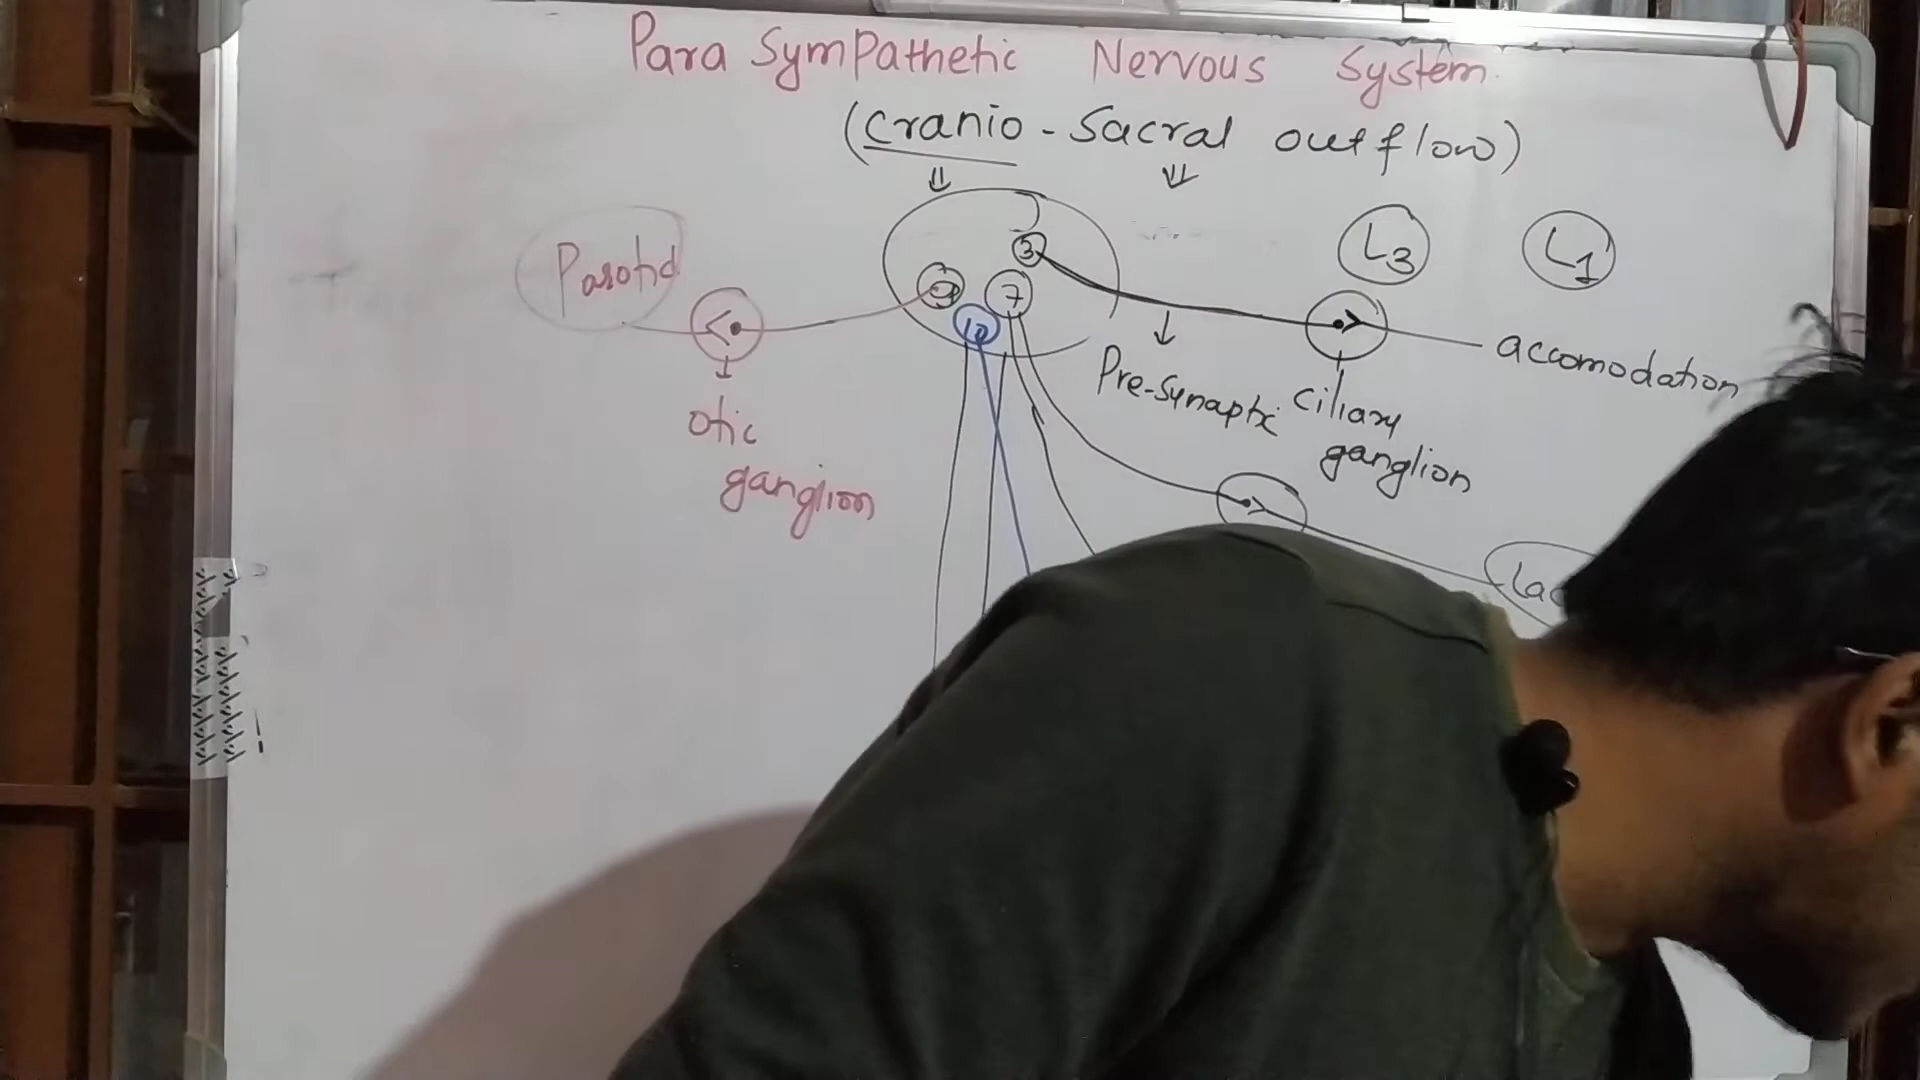 Para Sympathetic Nervous System.
(cranio - Sacral outflow)
3
L3
L1
Parotid
9
7
10
accomodation
Pre-synaptic
ciliary
ganglion
otic
ganglion